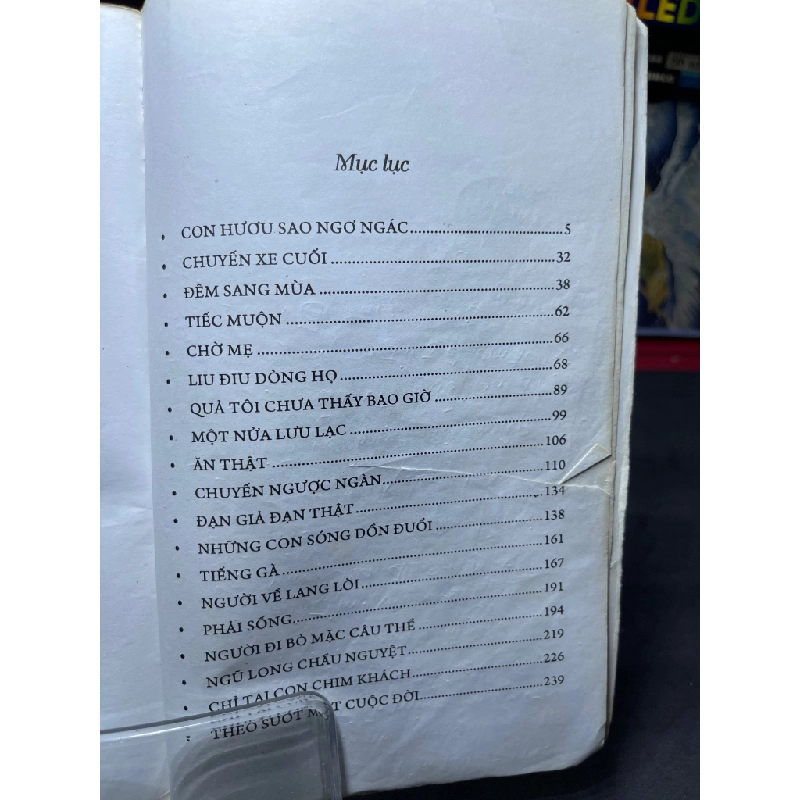 Mục lục
• CON HƯƠU SAO NGƠ NGÁC 5
• CHUYẾN XE CUỐI 32
• ĐÊM SANG MÙA 38
• TIẾC MUỘN 62
• CHỜ MẸ 66
• LIU ĐIU DÒNG HỌ 68
• QUẢ TÔI CHƯA THẤY BAO GIỜ 89
• MỘT NỬA LƯU LẠC 99
• ĂN THẬT 106
• CHUYẾN NGƯỢC NGÀN 110
• ĐẠN GIẢ ĐẠN THẬT 134
• NHỮNG CON SÓNG DỒN ĐUỔI 138
• TIẾNG GÀ 161
• NGƯỜI VỀ LANG LÒI 167
• PHẢI SỐNG 191
• NGƯỜI ĐI BỎ MẶC CÂU THỀ 194
• NGŨ LONG CHẦU NGUYỆT 219
• CHỈ TẠI CON CHIM KHÁCH 226
• THEO SUỐT MỘT CUỘC ĐỜI 239
LED